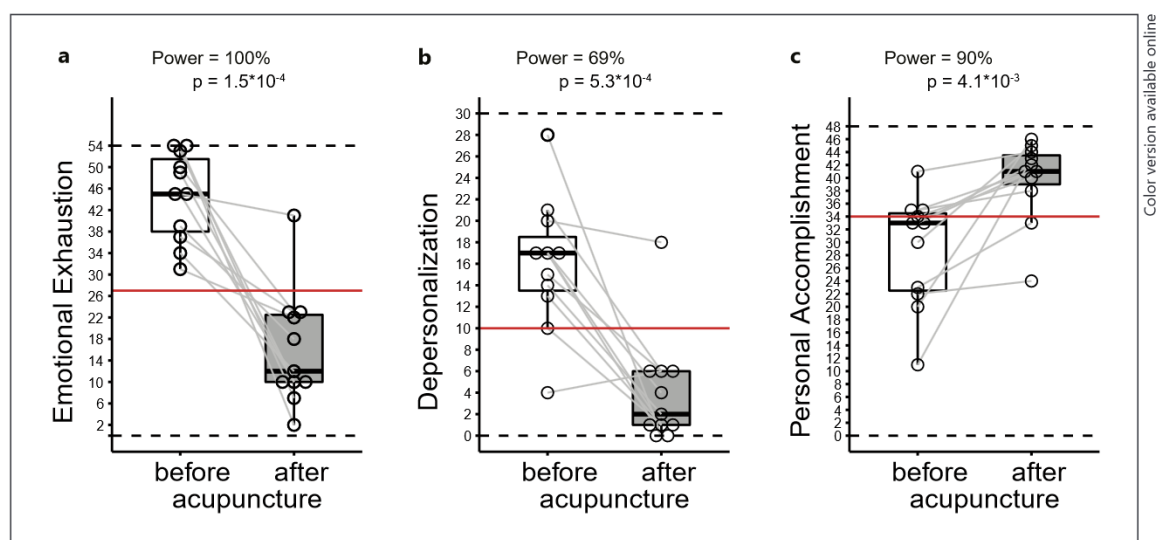 Color version available online
a
Power = 100%
p = 1.5*10-4
Emotional Exhaustion
54
50
46
42
38
34
30
26
22
18
14
10
6
2
before after
acupuncture
b
Power = 69%
p = 5.3*10-4
Depersonalization
30
28
26
24
22
20
18
16
14
12
10
8
6
4
2
0
before after
acupuncture
c
Power = 90%
p = 4.1*10-3
Personal Accomplishment
48
46
44
42
40
38
36
34
32
30
28
26
24
22
20
18
16
14
12
10
8
6
4
2
0
before after
acupuncture